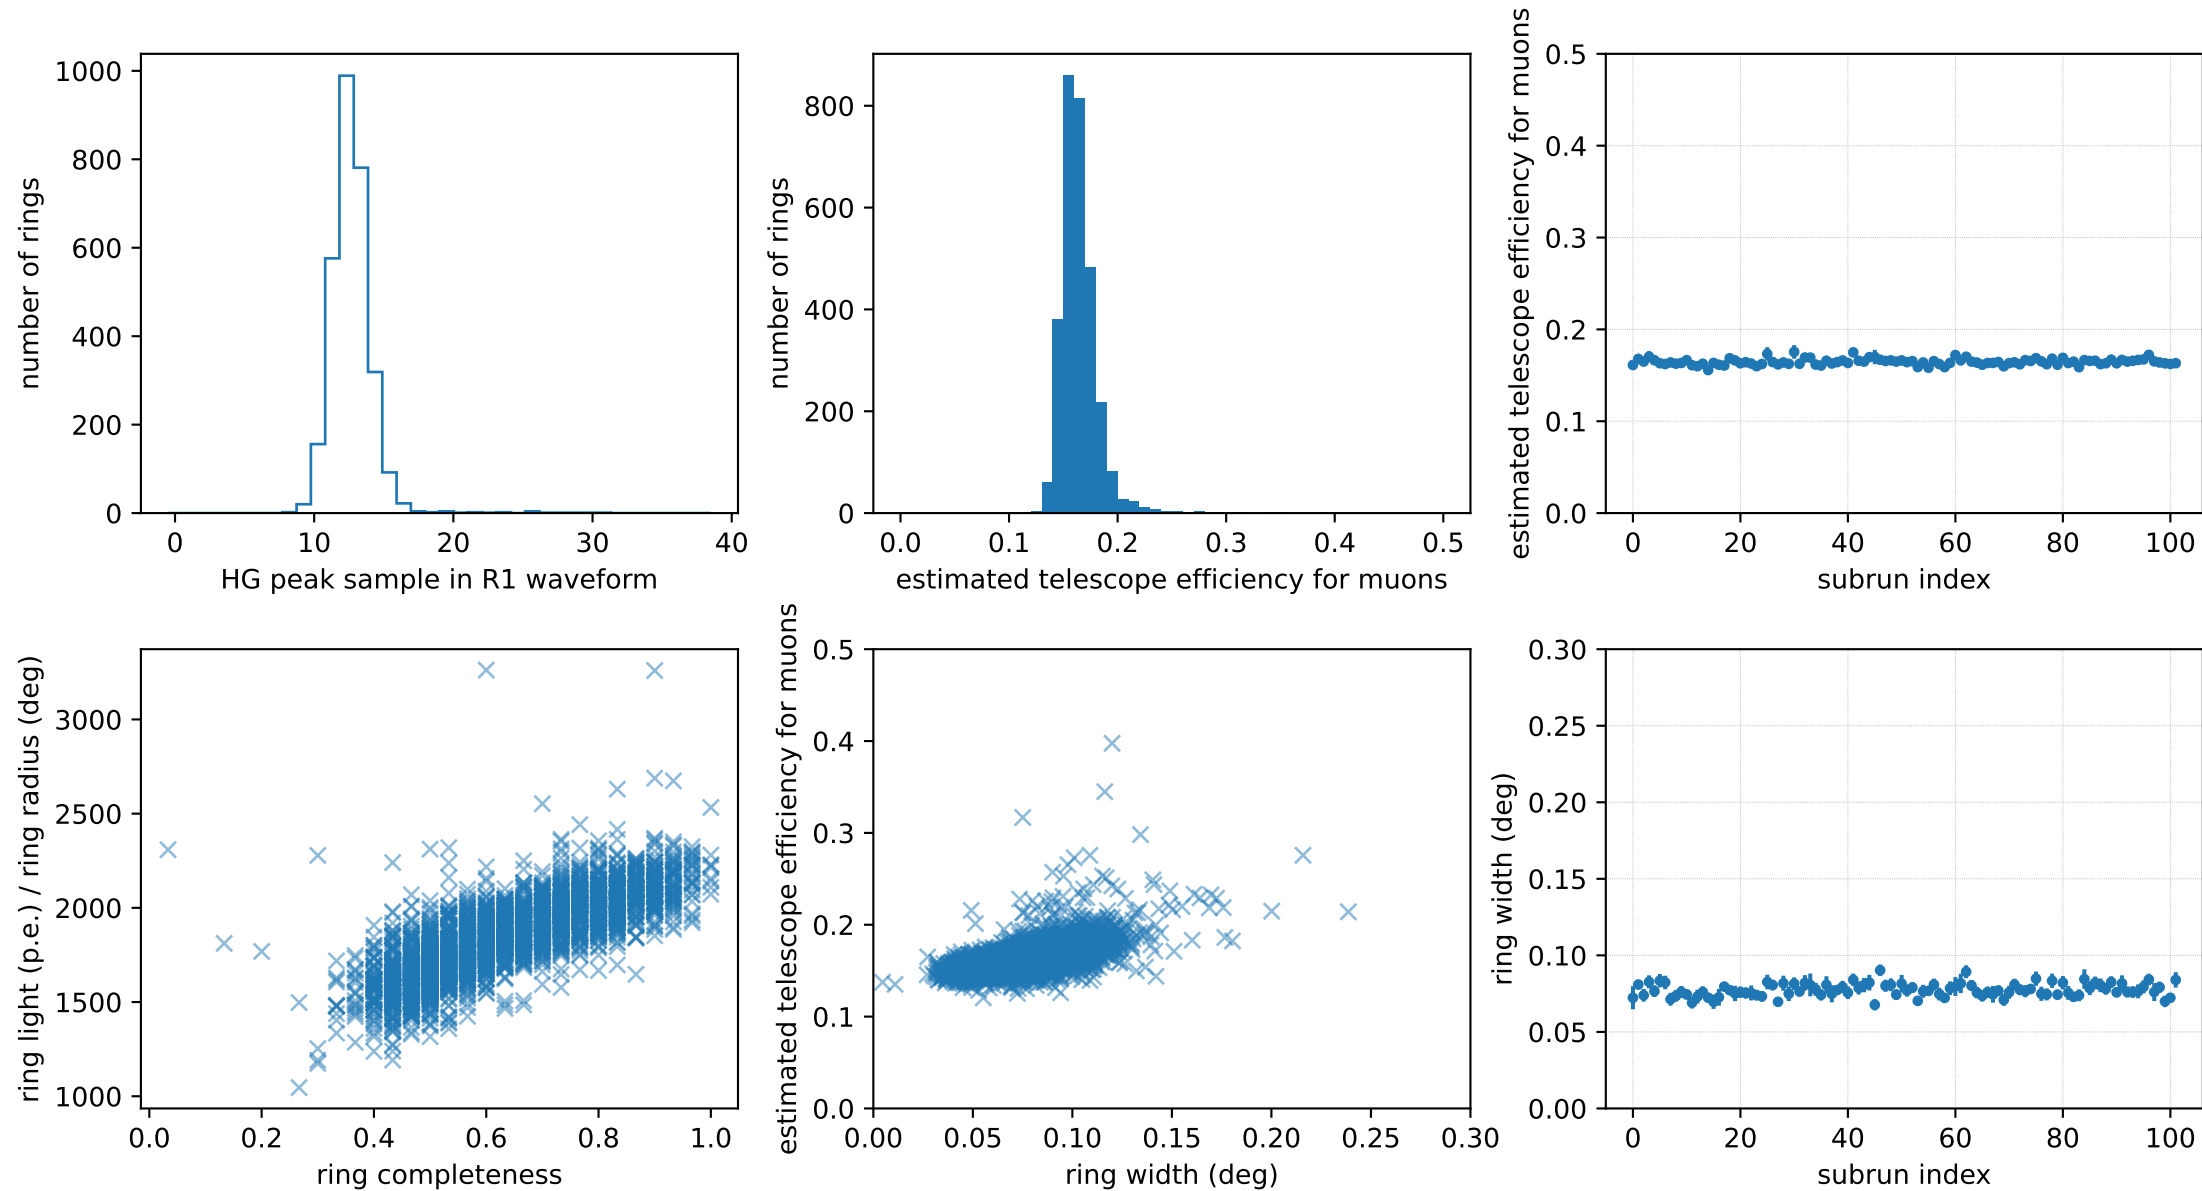 number of rings
1000
800
600
400
200
0
0 10 20 30 40
HG peak sample in R1 waveform
number of rings
800
600
400
200
0
0.0 0.1 0.2 0.3 0.4 0.5
estimated telescope efficiency for muons
estimated telescope efficiency for muons
0.5
0.4
0.3
0.2
0.1
0.0
0 20 40 60 80 100
subrun index
ring light (p.e.) / ring radius (deg)
3000
2500
2000
1500
1000
0.0 0.2 0.4 0.6 0.8 1.0
ring completeness
estimated telescope efficiency for muons
0.5
0.4
0.3
0.2
0.1
0.0
0.00 0.05 0.10 0.15 0.20 0.25 0.30
ring width (deg)
ring width (deg)
0.30
0.25
0.20
0.15
0.10
0.05
0.00
0 20 40 60 80 100
subrun index